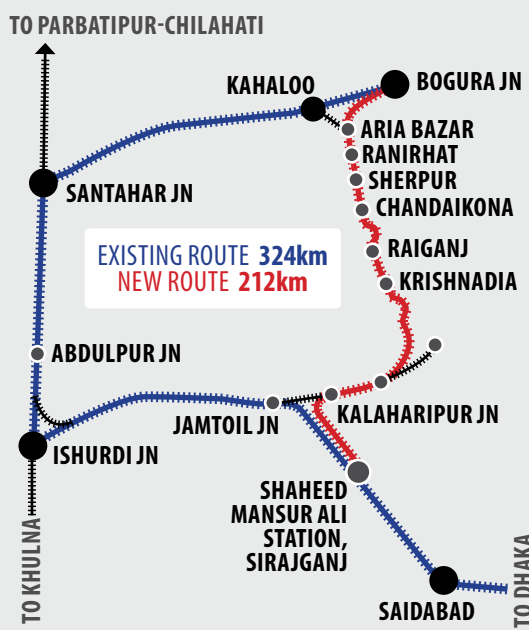 TO PARBATIPUR-CHILAHATI
KAHALOO
BOGURA JN
ARIA BAZAR
RANIRHAT
SHERPUR
SANTAHAR JN
CHANDAIKONA
EXISTING ROUTE 324km
NEW ROUTE 212km
RAIGANJ
KRISHNADIA
ABDULPUR JN
JAMTOIL JN
KALAHARIPUR JN
ISHURDI JN
SHAHEED
MANSUR ALI
STATION,
SIRAJGANJ
TO KHULNA
SAIDABAD
TO DHAKA